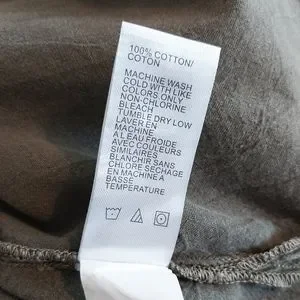 100% COTTON/
COTON
MACHINE WASH
COLD WITH LIKE
COLORS ONLY
NON-CHLORINE
BLEACH
TUMBLE DRY LOW
LAVER EN
MACHINE
A L EAU FROIDE
AVEC COULEURS
SIMILAIRES
BLANCHIR SANS
CHLORE SECHAGE
EN MACHINE A
BASSE
TEMPERATURE